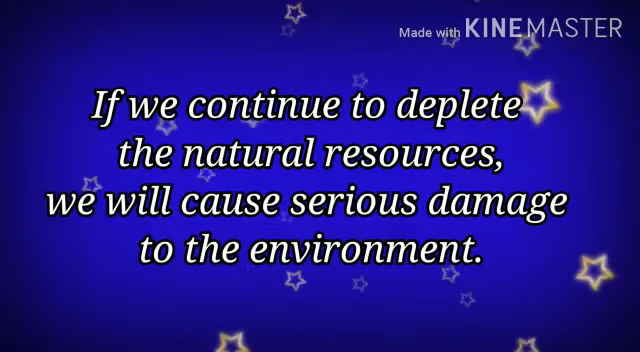 Made with KINEMASTER
If we continue to deplete
the natural resources,
we will cause serious damage
to the environment.